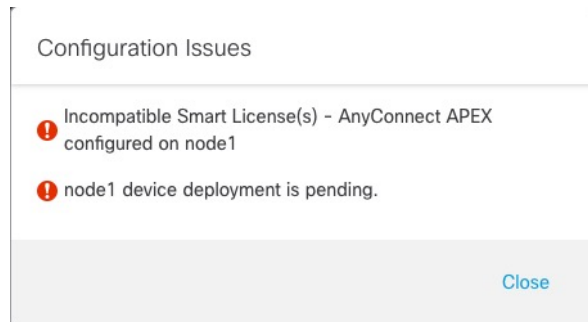 Configuration Issues
Incompatible Smart License(s) - AnyConnect APEX
configured on node1
node1 device deployment is pending.
Close